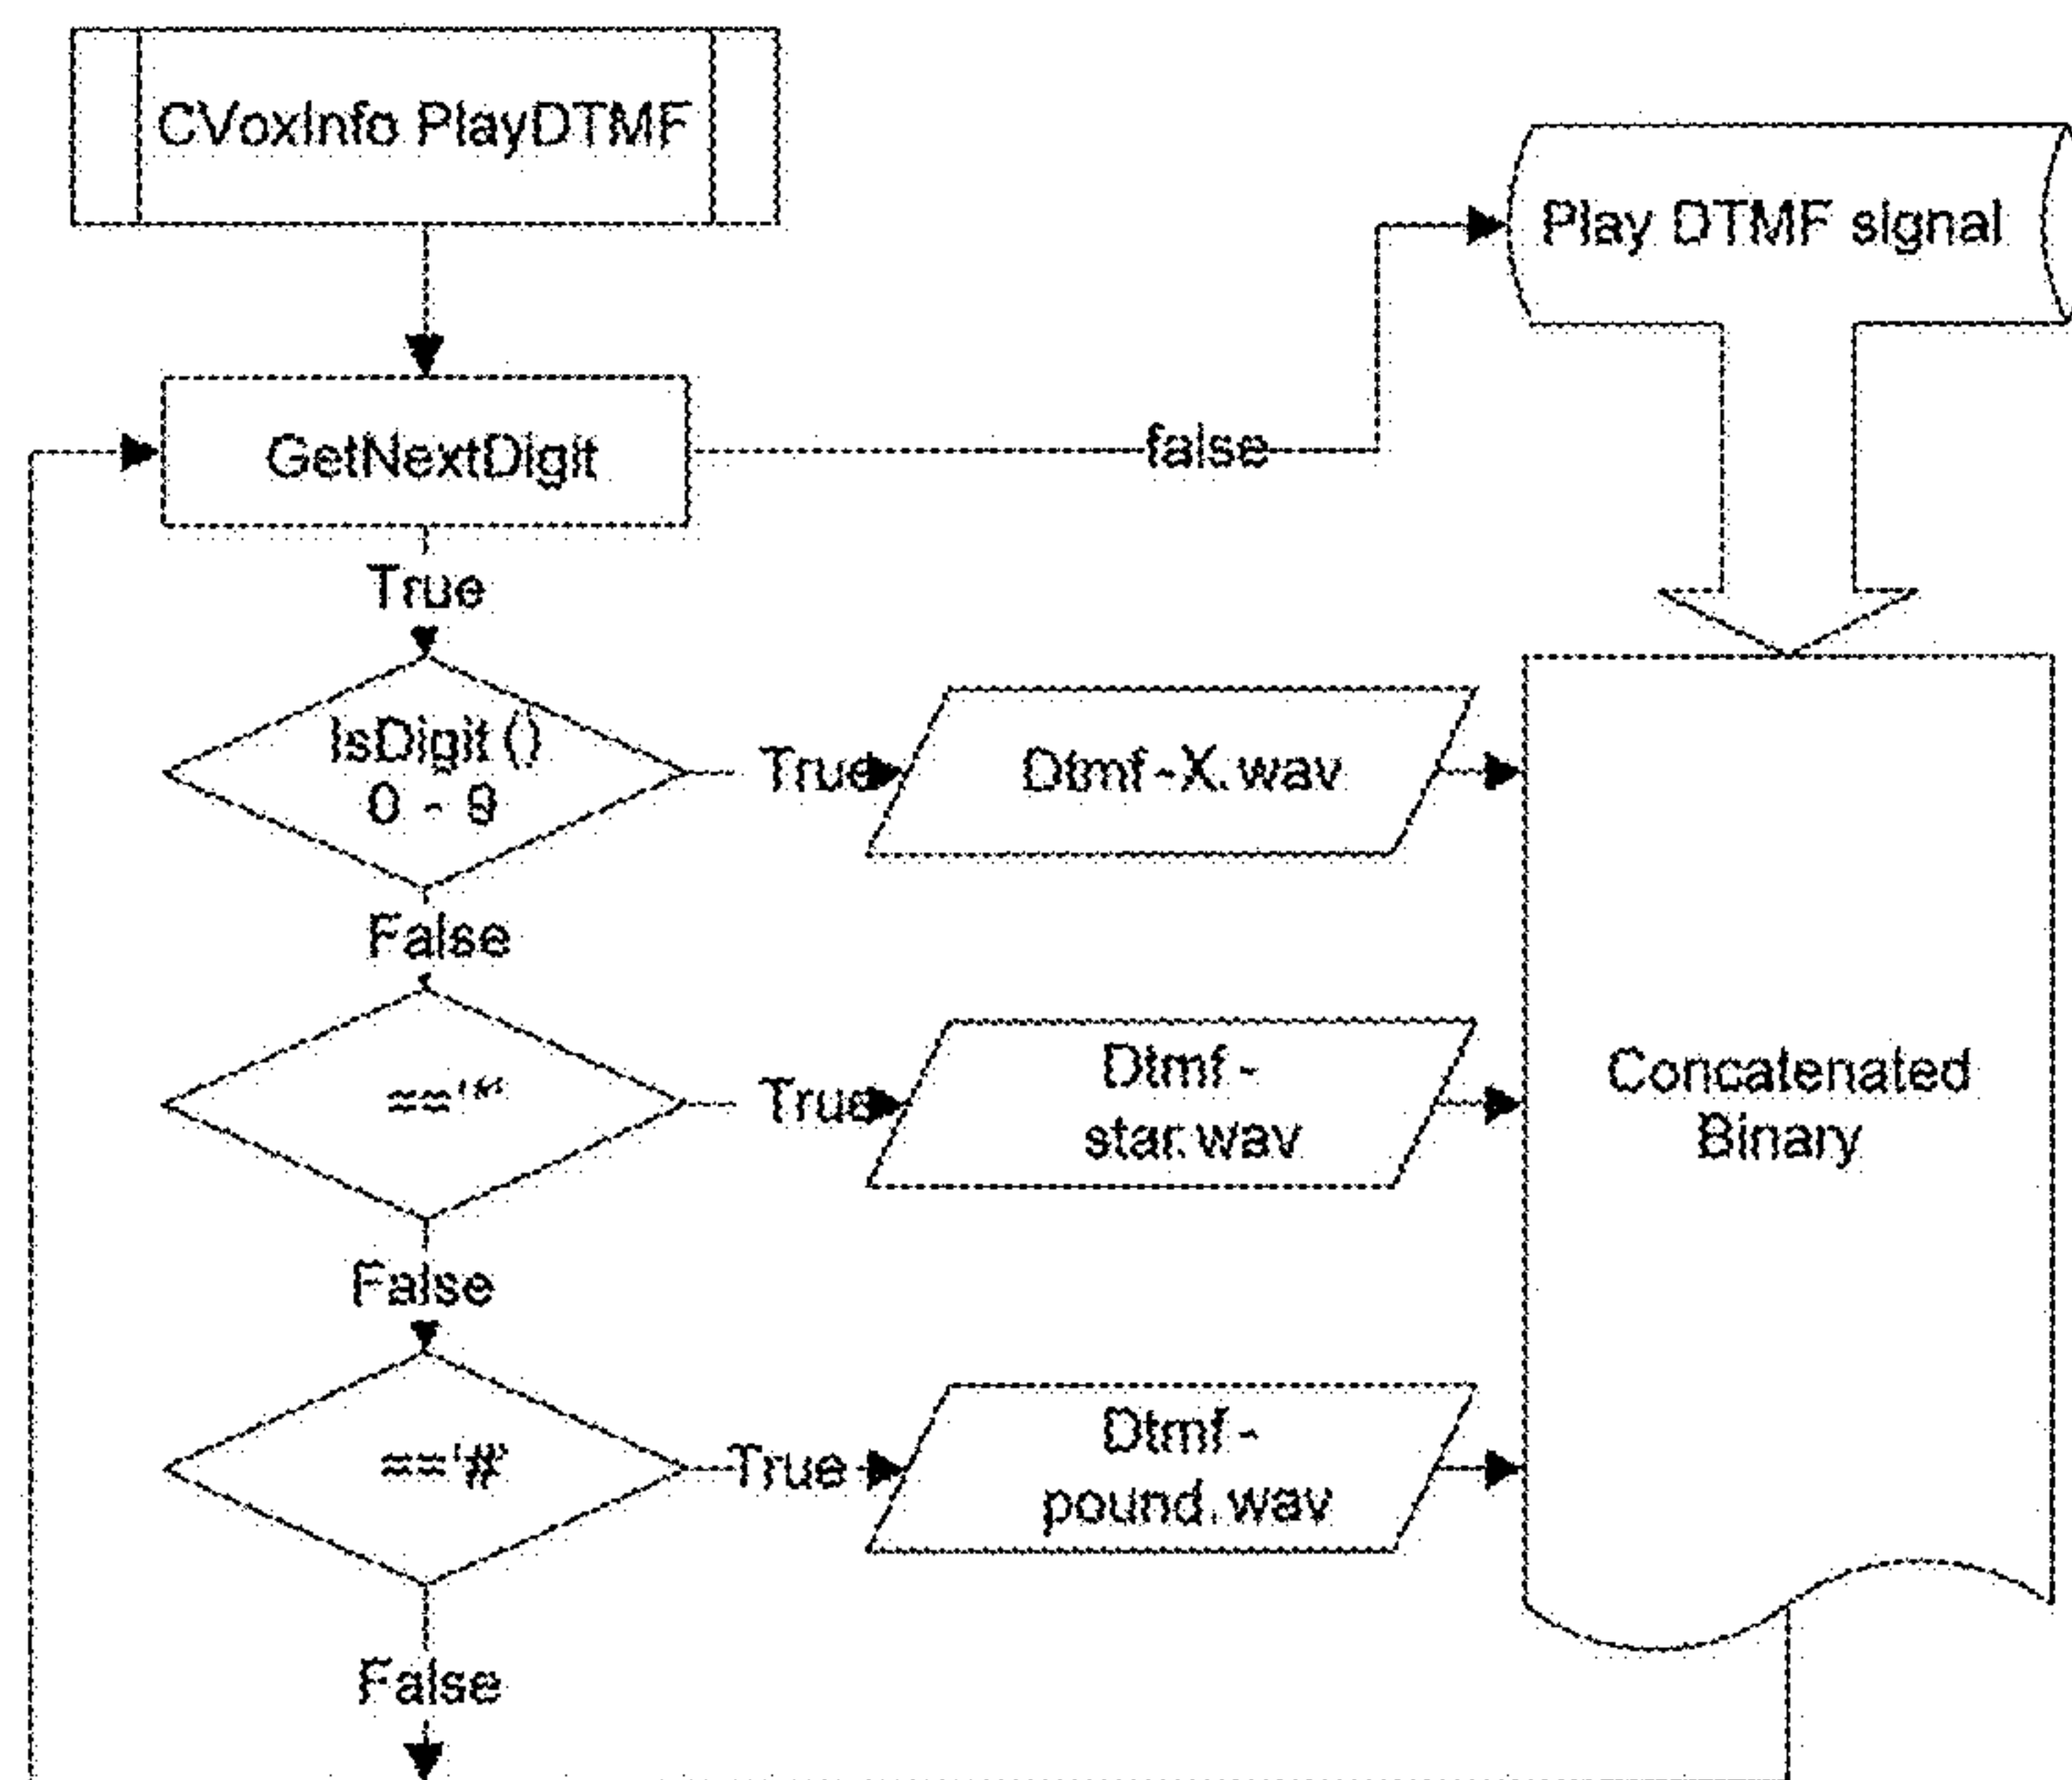 CVoxInfo PlayDTMF
Play DTMF signal
GetNextDigit
false
True
IsDigit ()
0 - 9
True
Dtmf-X.wav
False
=='*'
True
Dtmf-
star.wav
Concatenated
Binary
False
=='#'
True
Dtmf-
pound.wav
False